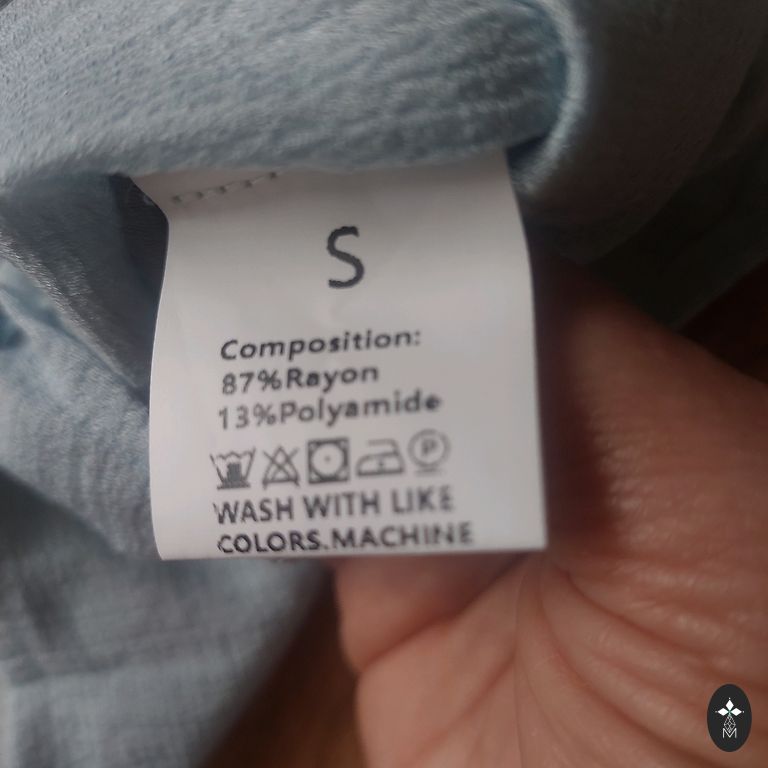 S
Composition:
87%Rayon
13%Polyamide
P
WASH WITH LIKE
COLORS.MACHINE
M